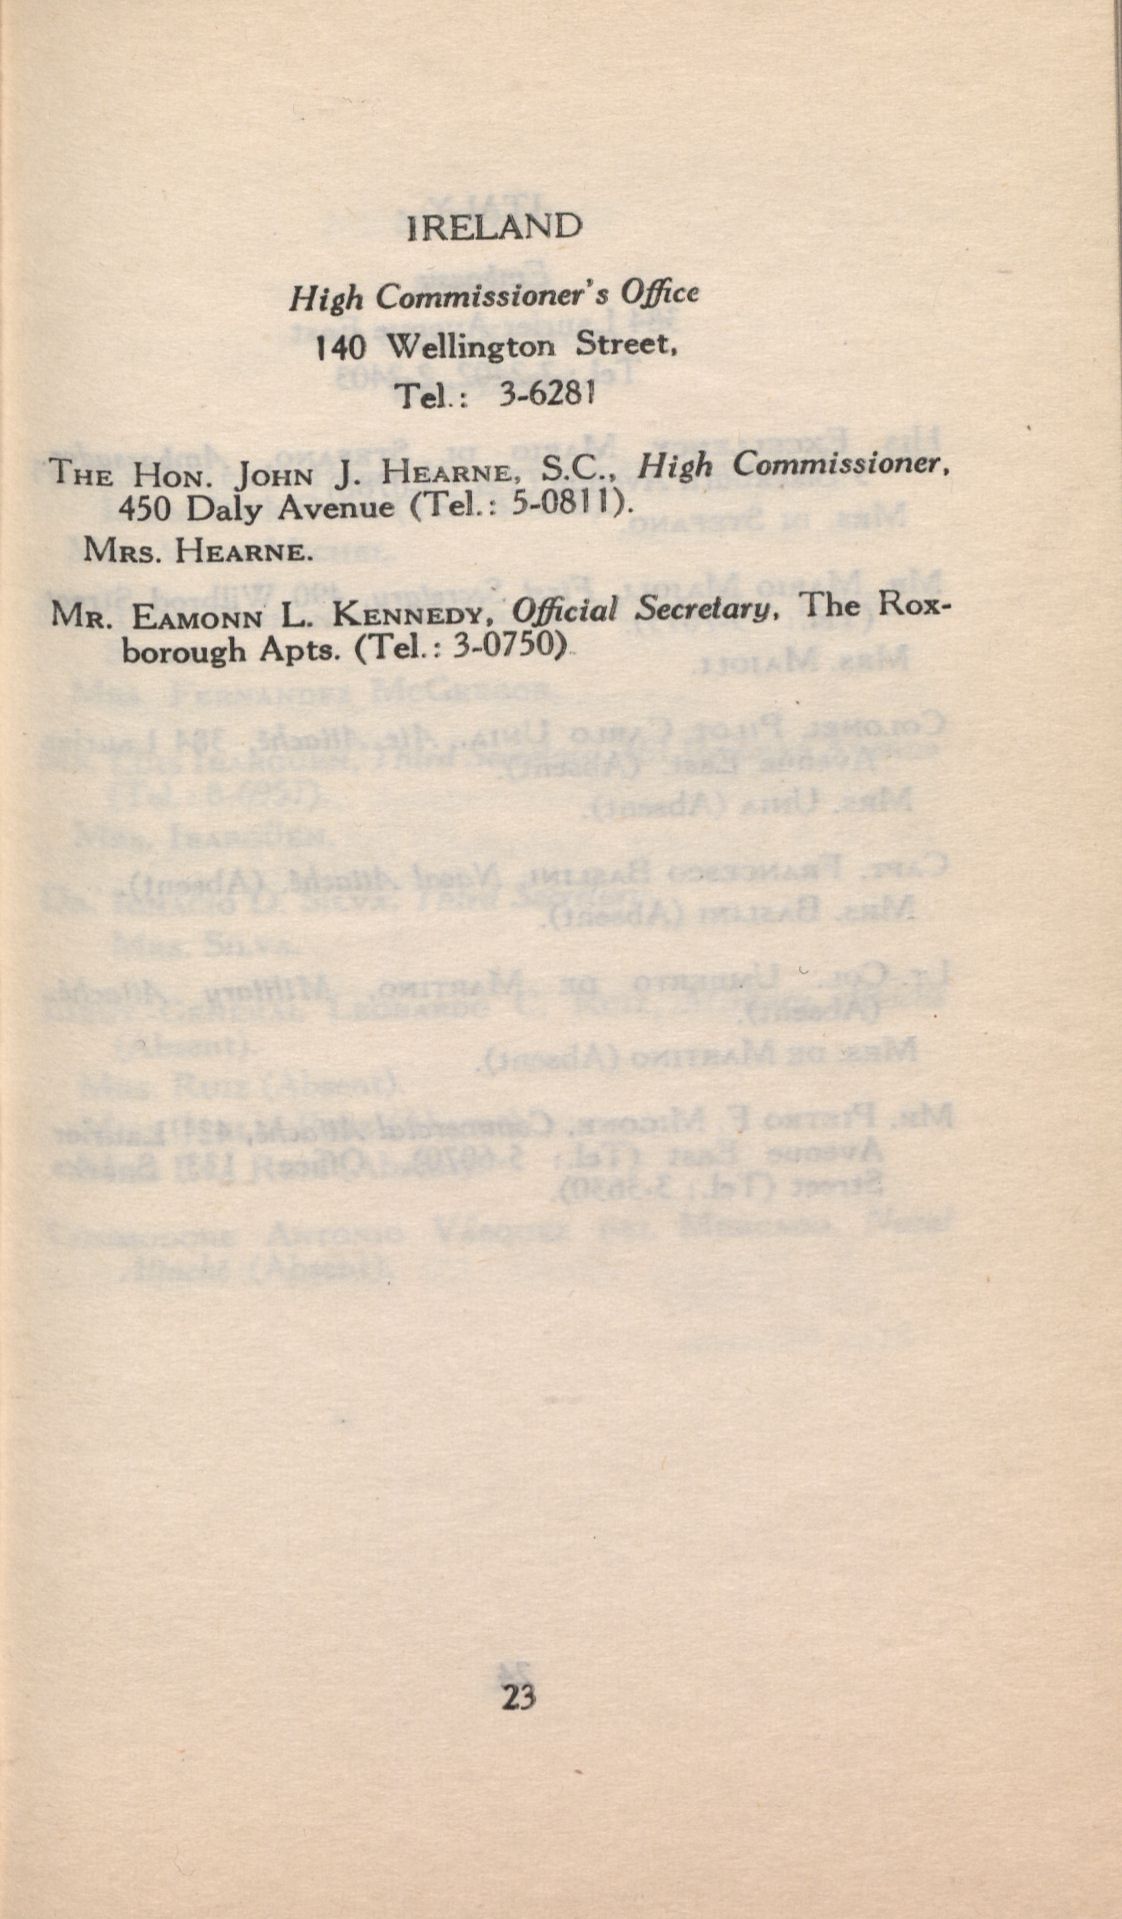 IRELAND
High Commissioner's Office
140 Wellington Street,
Tel.: 3-6281
THE HON. JOHN J. HEARNE, S.C., High Commissioner,
450 Daly Avenue (Tel.: 5-0811).
MRS. HEARNE.
MR. EAMONN L. KENNEDY, Official Secretary, The Rox-
borough Apts. (Tel.: 3-0750)
23